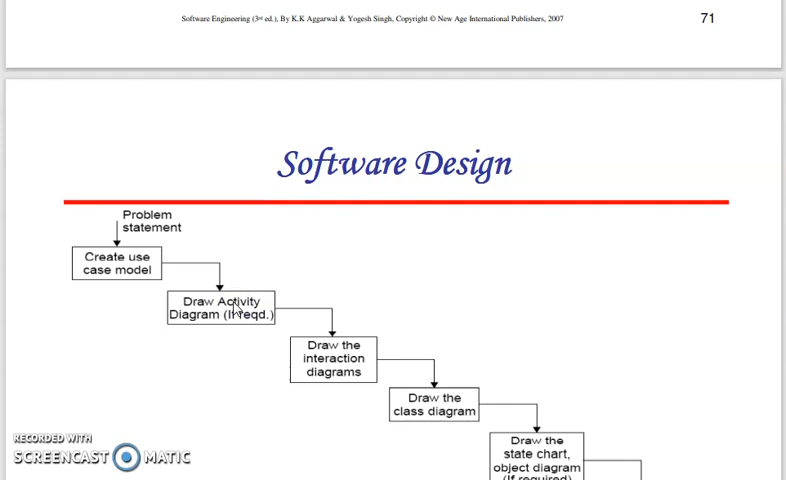 Software Engineering (3rd ed.), By K.K Aggarwal & Yogesh Singh, Copyright © New Age International Publishers, 2007
71
Software Design
Problem
statement
Create use
case model
Draw Activity
Diagram (If reqd.)
Draw the
interaction
diagrams
Draw the
class diagram
Draw the
state chart,
object diagram
(If required)
RECORDED WITH
SCREENCAST MATIC